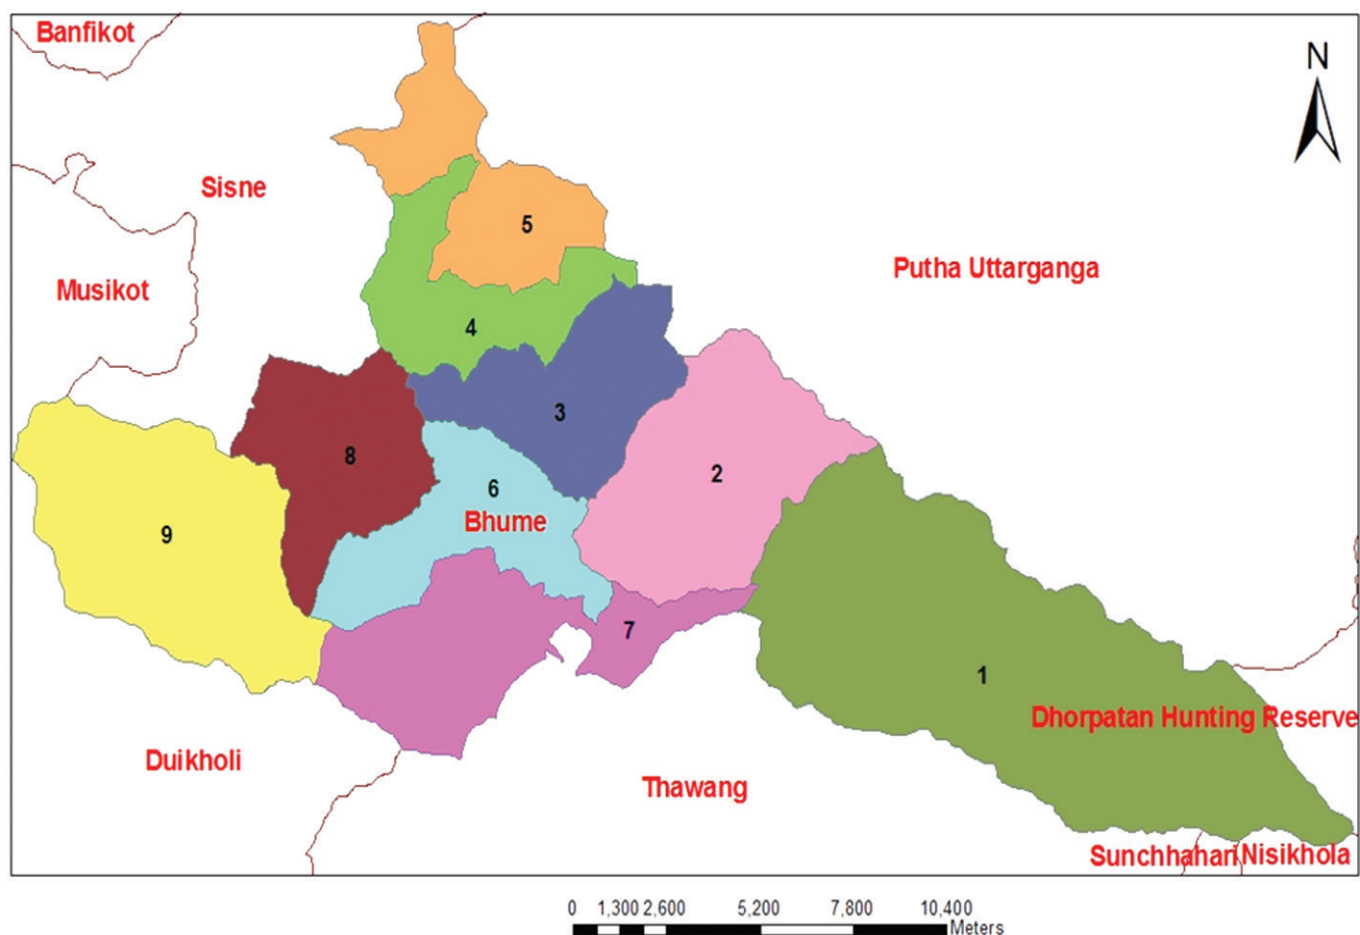 Banfikot
N
Sisne
5
Putha Uttarganga
Musikot
4
3
8
2
6
Bhume
9
7
1
Dhorpatan Hunting Reserve
Duikholi
Thawang
Sunchhahari Nisikhola
0 1,300 2,600 5,200 7,800 10,400
Meters